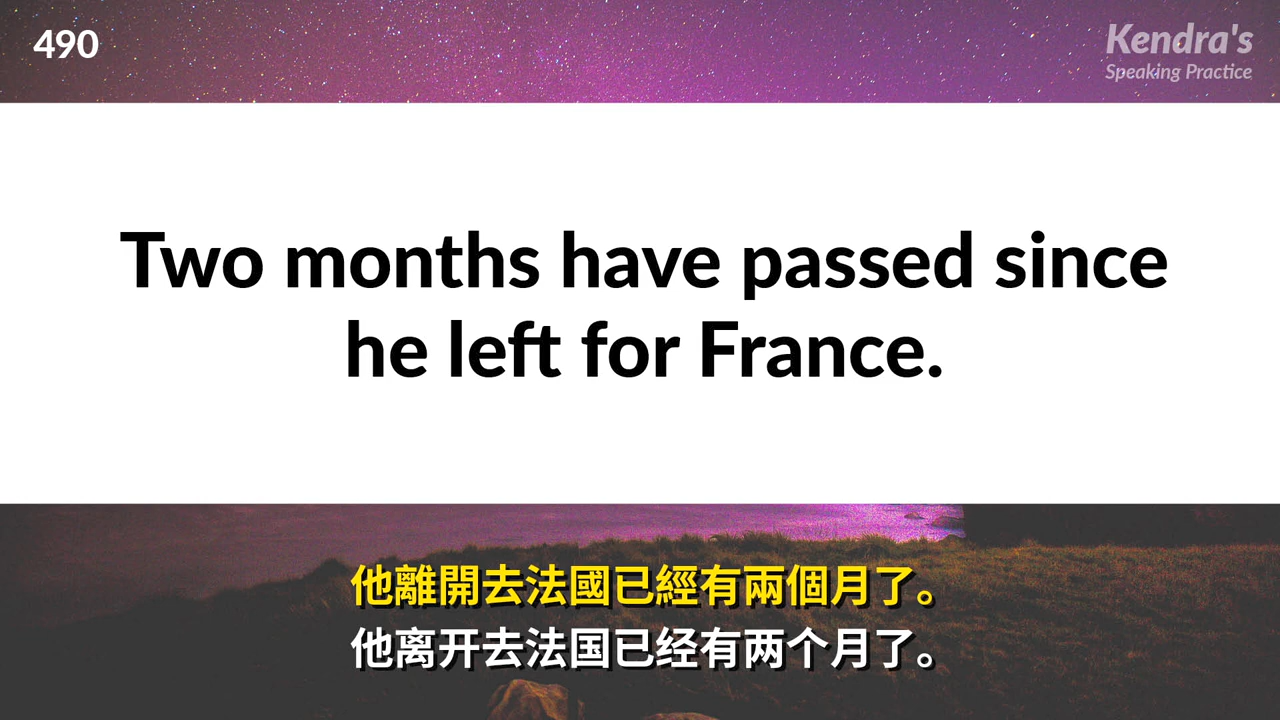 490
Kendra's
Speaking Practice
Two months have passed since
he left for France.
他離開去法國已經有兩個月了。
他离开去法国已经有两个月了。